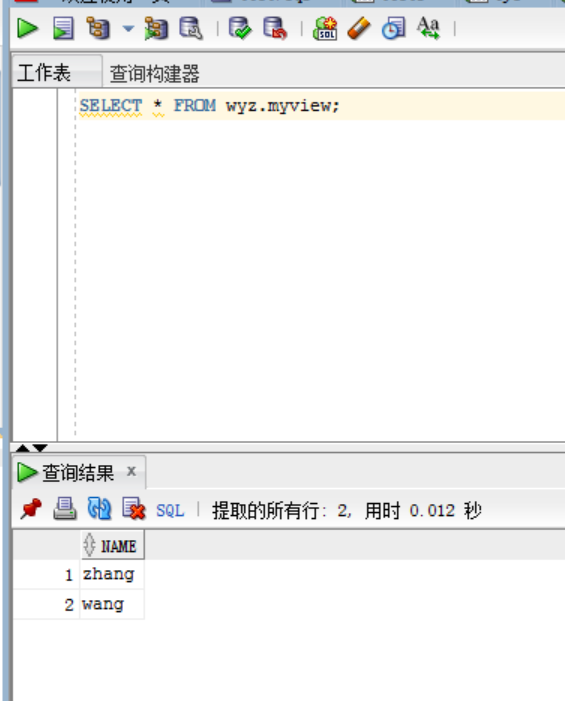 工作表 查询构建器
SELECT * FROM wyz.myview;
查询结果 x
SQL | 提取的所有行: 2, 用时 0.012 秒
NAME
1 zhang
2 wang